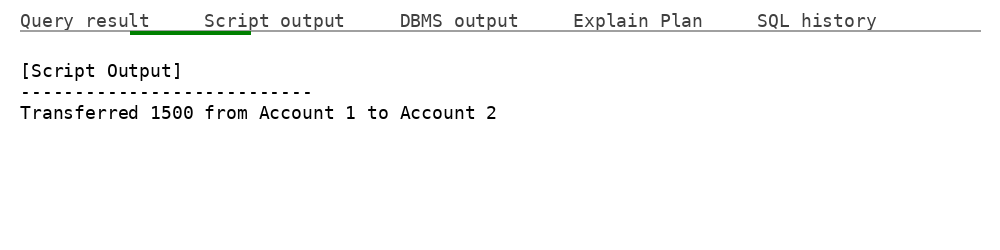 Query result     Script output     DBMS output     Explain Plan     SQL history
[Script Output]
---------------------------
Transferred 1500 from Account 1 to Account 2